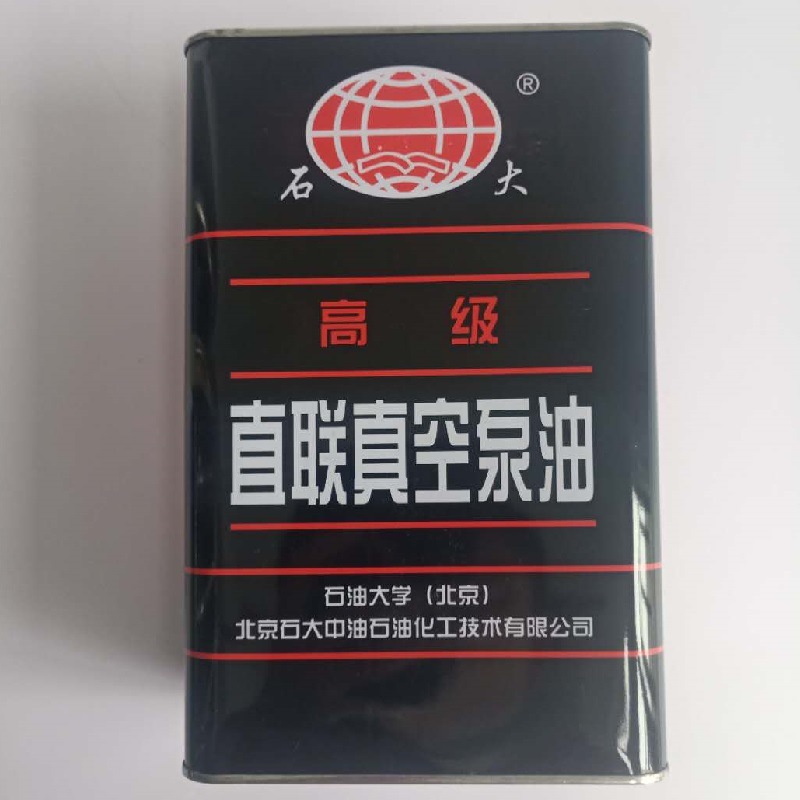 ®
石 大
高 级
直联真空泵油
石油大学（北京）
北京石大中油石油化工技术有限公司